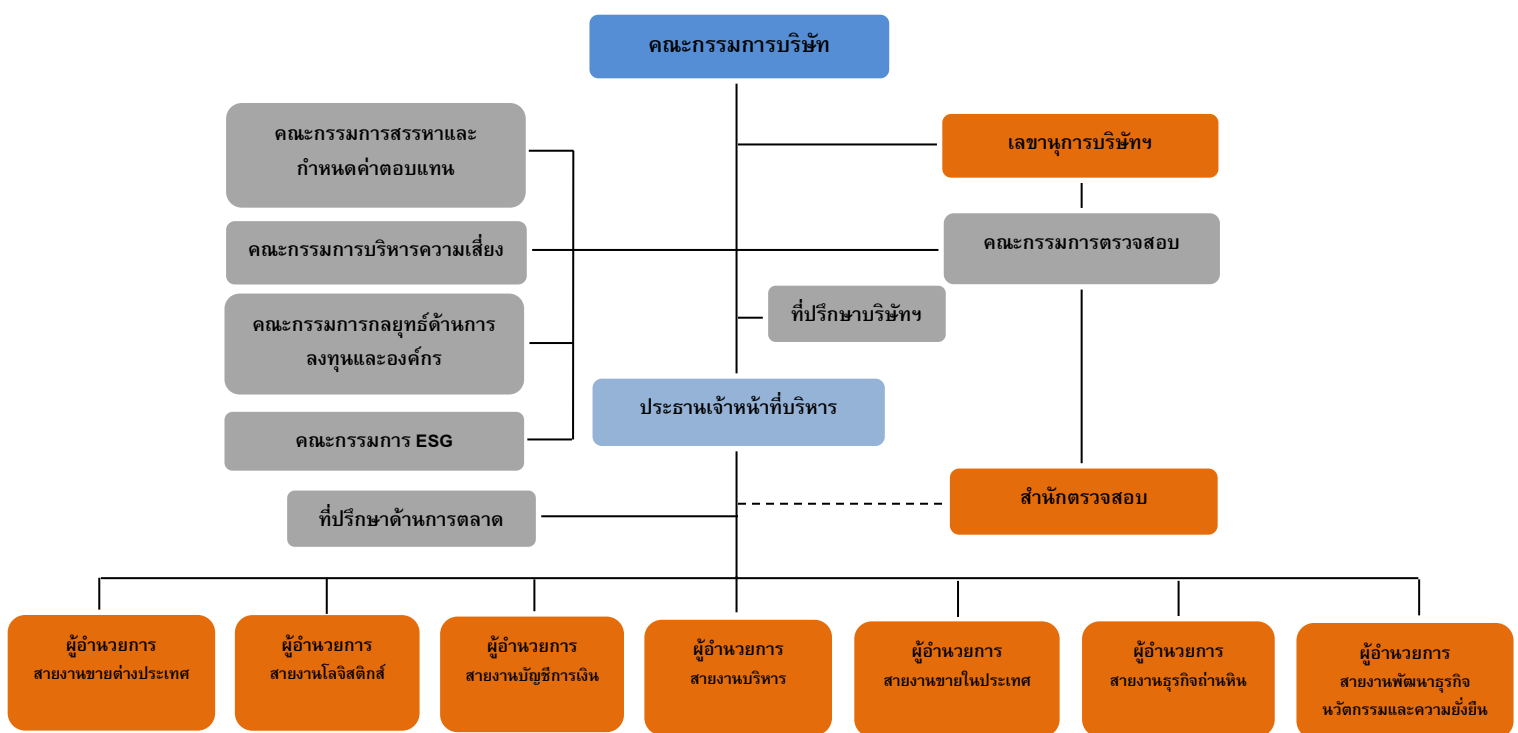 คณะกรรมการบริษัท
คณะกรรมการสรรหาและ
กำหนดค่าตอบแทน
เลขานุการบริษัทฯ
คณะกรรมการบริหารความเสี่ยง
คณะกรรมการตรวจสอบ
คณะกรรมการกลยุทธ์ด้านการ
ลงทุนและองค์กร
ที่ปรึกษาบริษัทฯ
ประธานเจ้าหน้าที่บริหาร
คณะกรรมการ ESG
ที่ปรึกษาด้านการตลาด
สำนักตรวจสอบ
ผู้อำนวยการ
สายงานขายต่างประเทศ
ผู้อำนวยการ
สายงานโลจิสติกส์
ผู้อำนวยการ
สายงานบัญชีการเงิน
ผู้อำนวยการ
สายงานบริหาร
ผู้อำนวยการ
สายงานขายในประเทศ
ผู้อำนวยการ
สายงานธุรกิจถ่านหิน
ผู้อำนวยการ
สายงานพัฒนาธุรกิจ
นวัตกรรมและความยั่งยืน